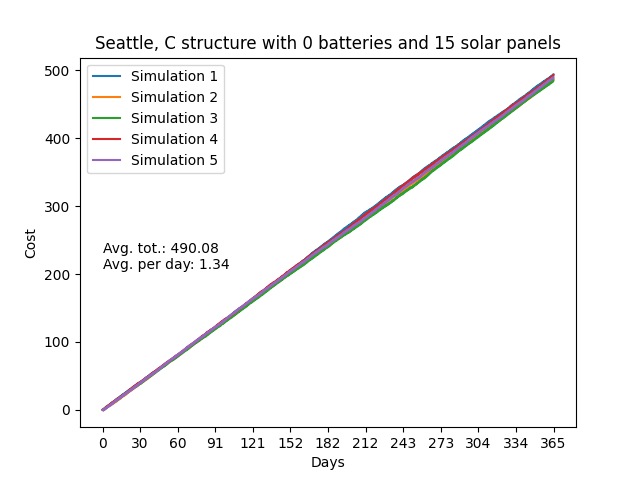 Seattle, C structure with 0 batteries and 15 solar panels
Simulation 1
Simulation 2
Simulation 3
Simulation 4
Simulation 5
Avg. tot.: 490.08
Avg. per day: 1.34
Cost
500
400
300
200
100
0
0 30 60 91 121 152 182 212 243 273 304 334 365
Days